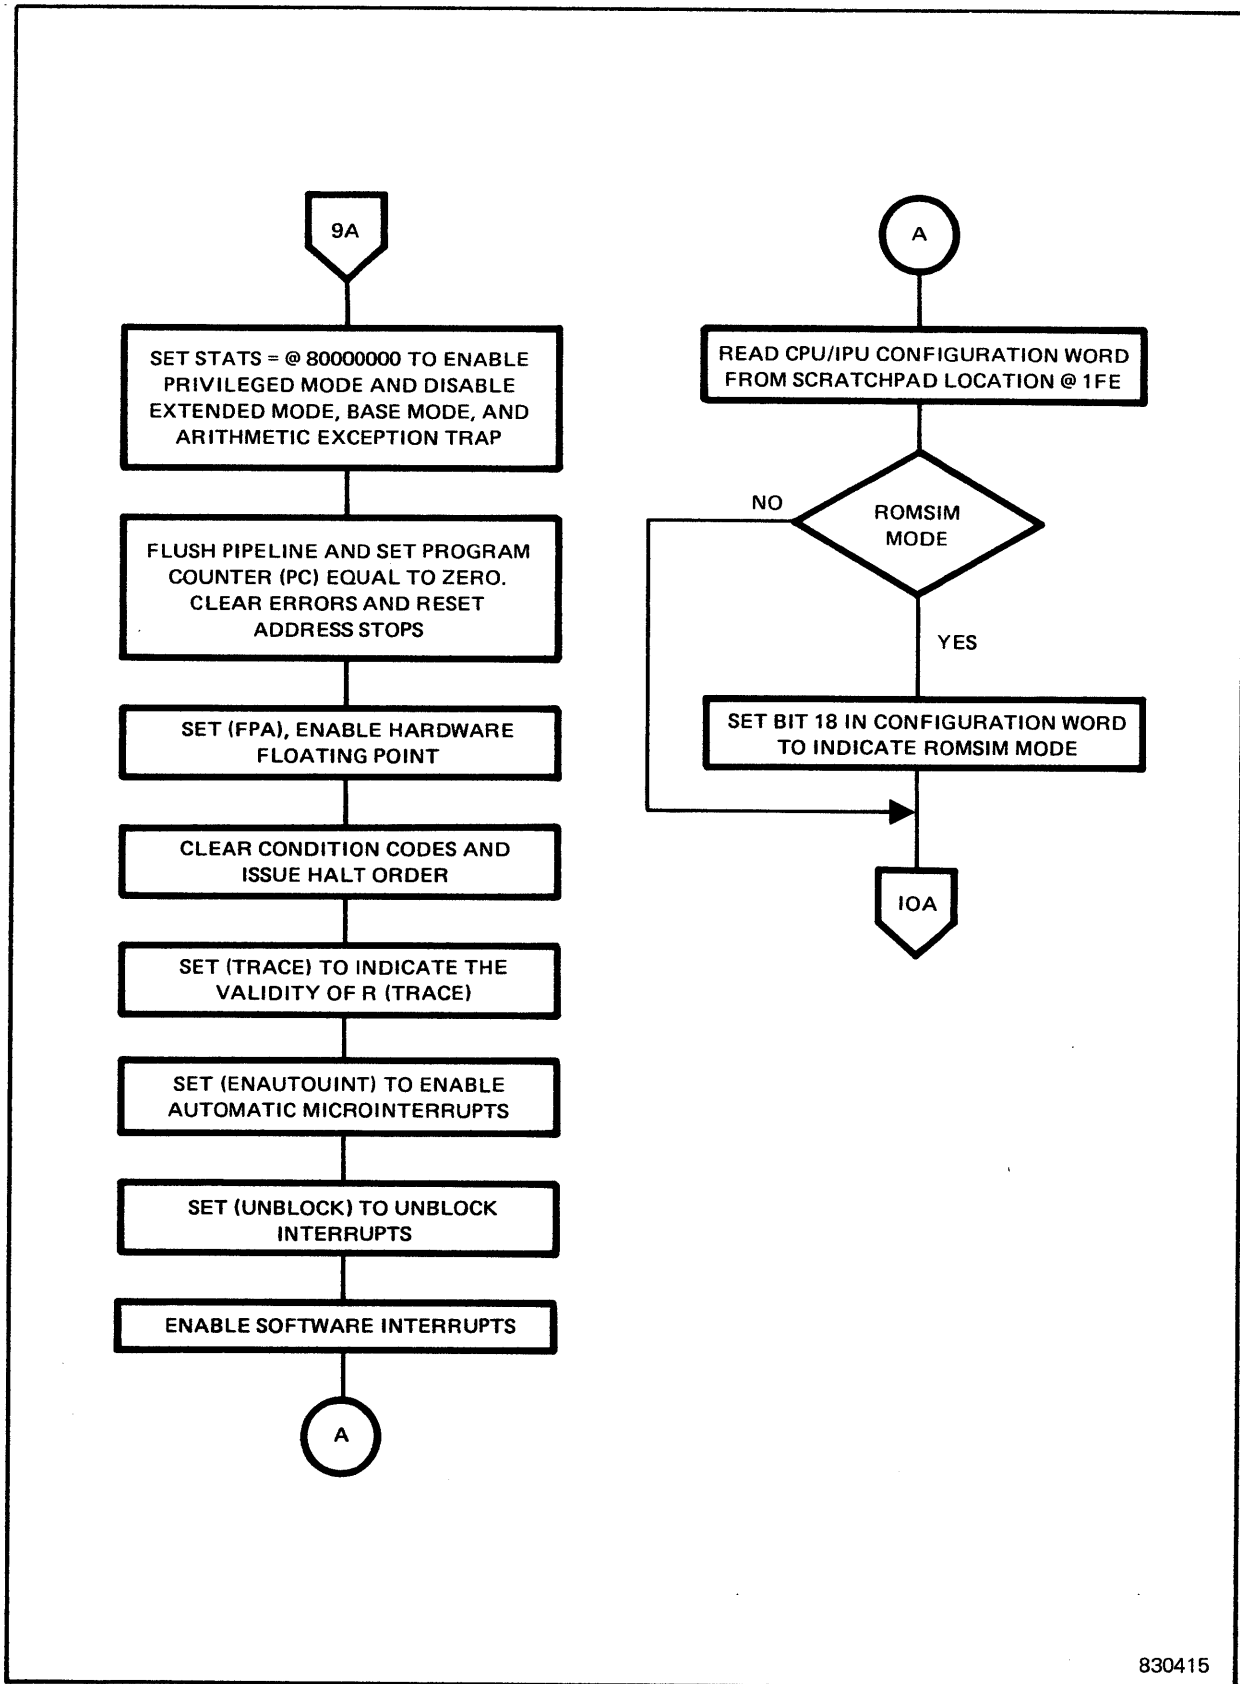 9A
SET STATS = @ 80000000 TO ENABLE
PRIVILEGED MODE AND DISABLE
EXTENDED MODE, BASE MODE, AND
ARITHMETIC EXCEPTION TRAP
FLUSH PIPELINE AND SET PROGRAM
COUNTER (PC) EQUAL TO ZERO.
CLEAR ERRORS AND RESET
ADDRESS STOPS
SET (FPA), ENABLE HARDWARE
FLOATING POINT
CLEAR CONDITION CODES AND
ISSUE HALT ORDER
SET (TRACE) TO INDICATE THE
VALIDITY OF R (TRACE)
SET (ENAUTOUINT) TO ENABLE
AUTOMATIC MICROINTERRUPTS
SET (UNBLOCK) TO UNBLOCK
INTERRUPTS
ENABLE SOFTWARE INTERRUPTS
A
A
READ CPU/IPU CONFIGURATION WORD
FROM SCRATCHPAD LOCATION @ 1FE
ROMSIM
MODE
NO
YES
SET BIT 18 IN CONFIGURATION WORD
TO INDICATE ROMSIM MODE
IOA
830415